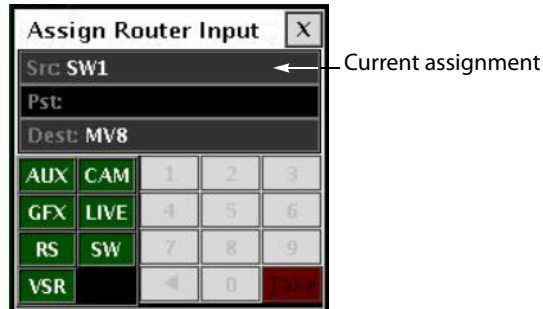 Assign Router Input X
Src: SW1
Current assignment
Pst:
Dest: MV8
AUX CAM 1 2 3
GFX LIVE 4 5 6
RS SW 7 8 9
VSR ◀ 0 Take